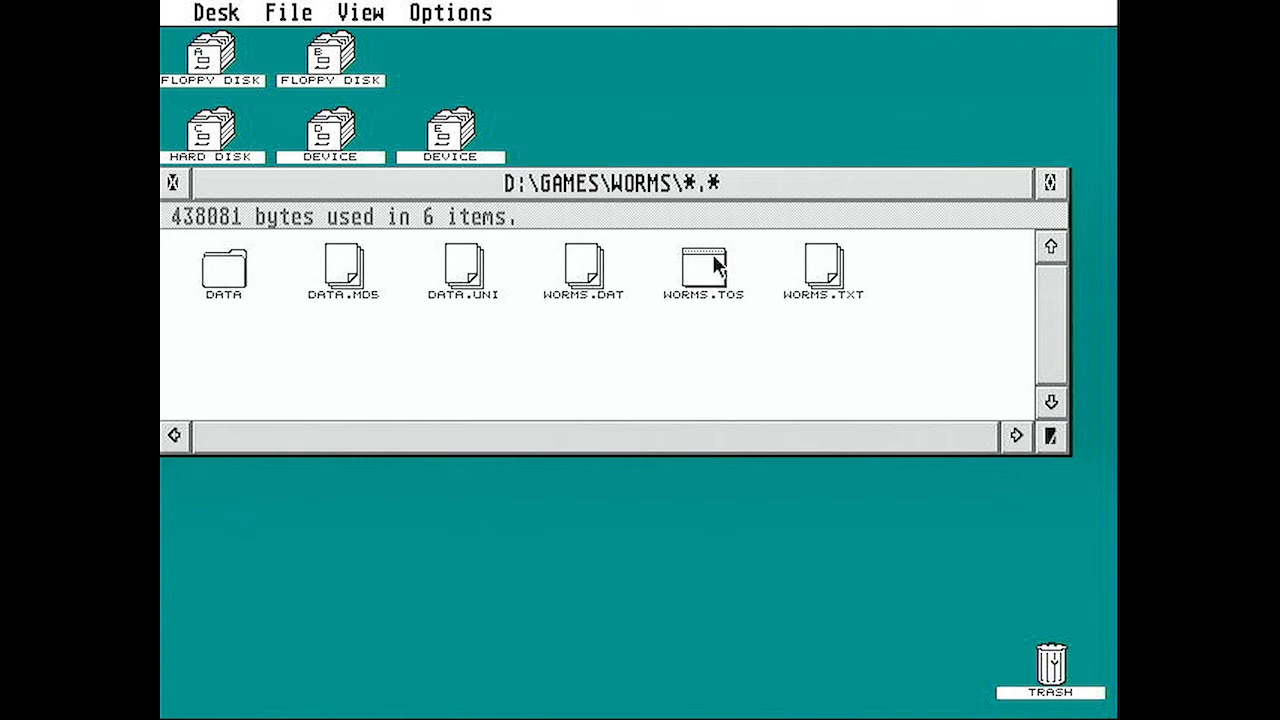 Desk File View Options
A B
FLOPPY DISK FLOPPY DISK
C D E
HARD DISK DEVICE DEVICE
D:\GAMES\WORMS\*.*
438081 bytes used in 6 items.
DATA DATA.MD5 DATA.UNI WORMS.DAT WORMS.TOS WORMS.TXT
TRASH